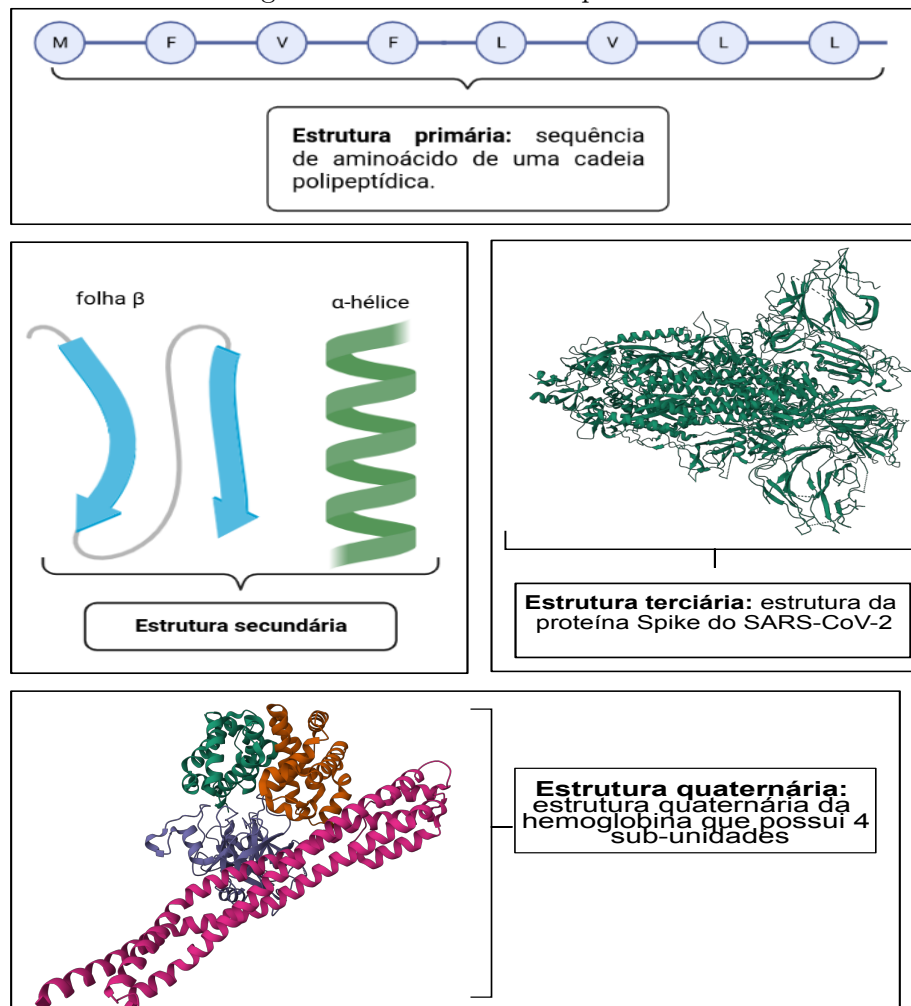 M F V F L V L L
Estrutura primária: sequência
de aminoácido de uma cadeia
polipeptídica.
folha β
α-hélice
Estrutura secundária
Estrutura terciária: estrutura da
proteína Spike do SARS-CoV-2
Estrutura quaternária:
estrutura quaternária da
hemoglobina que possui 4
sub-unidades